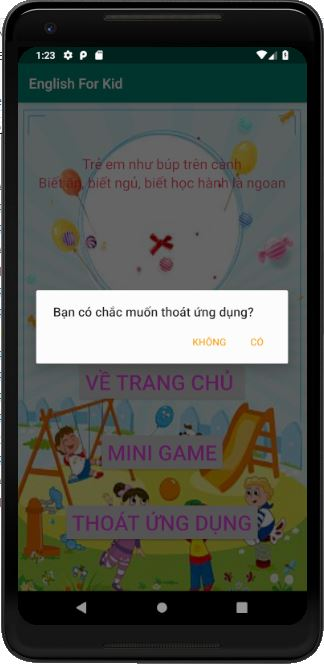 1:23
English For Kid
Trẻ em như búp trên cành
Biết ăn, biết ngủ, biết học hành là ngoan
Bạn có chắc muốn thoát ứng dụng?
KHÔNG CÓ
VỀ TRANG CHỦ
MINI GAME
THOÁT ỨNG DỤNG